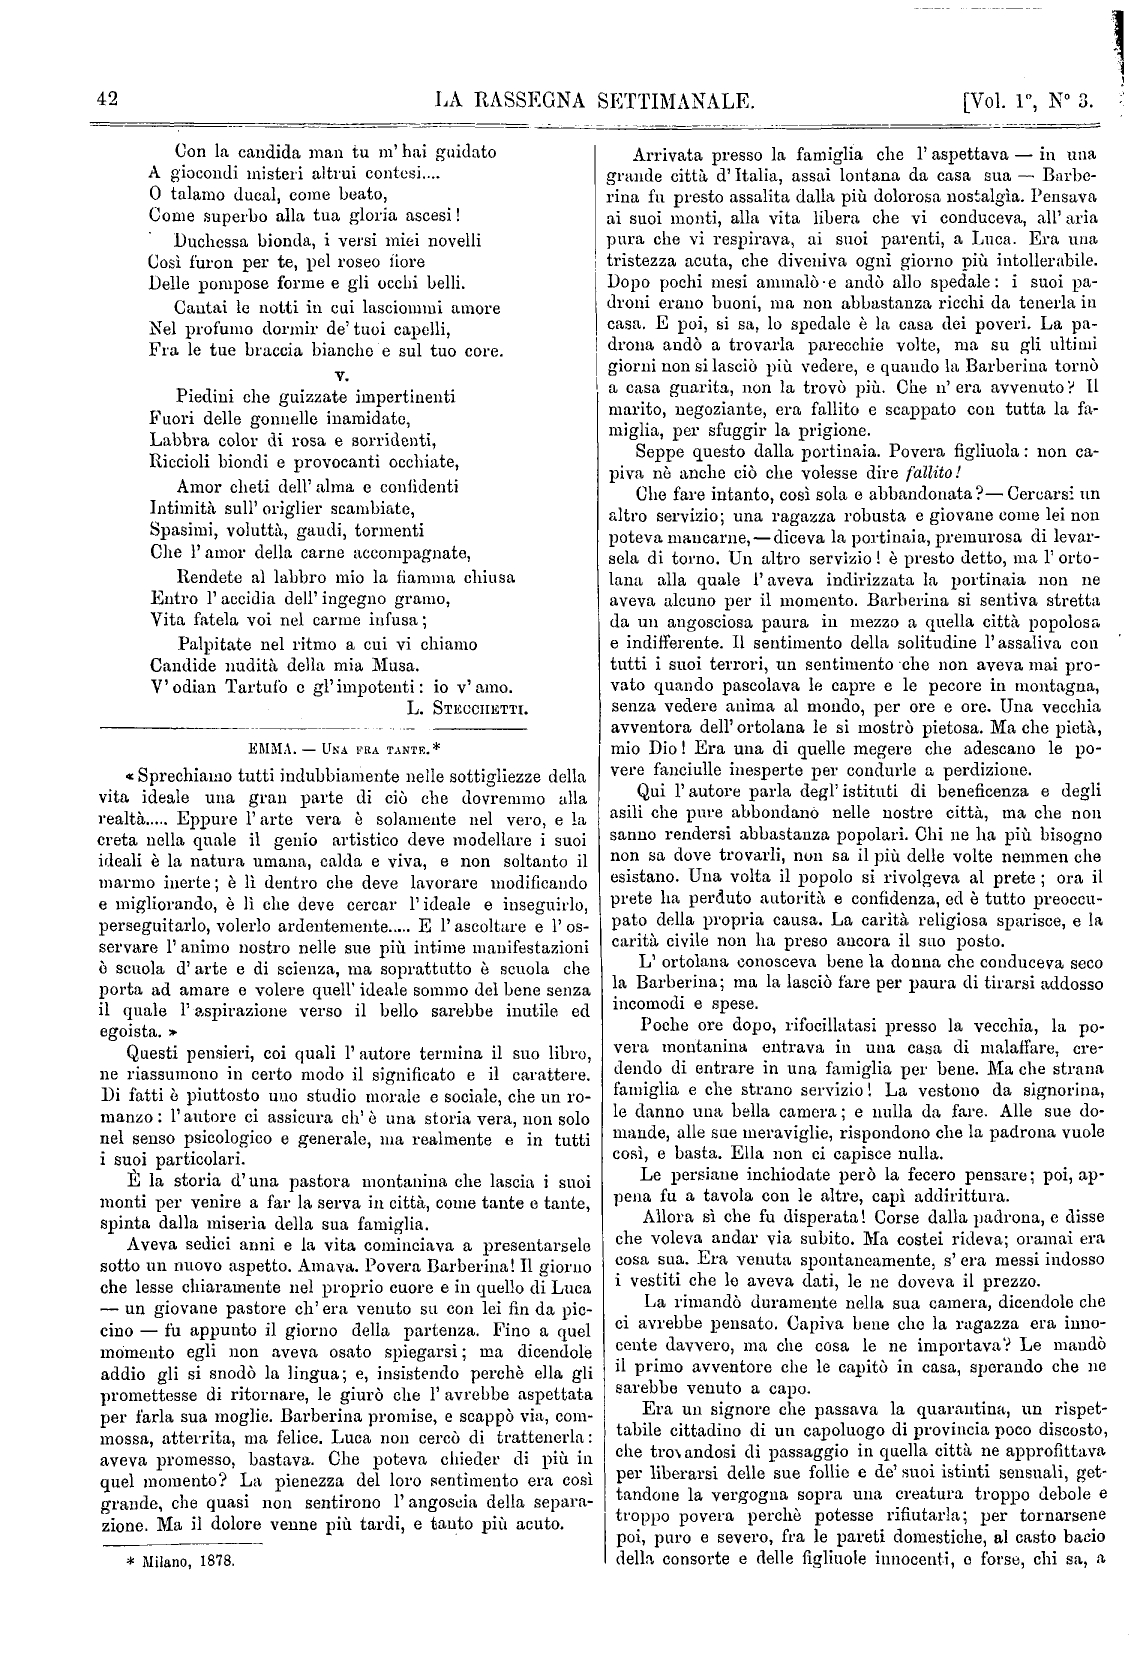 42
LA RASSEGNA SETTIMANALE.
[Vol. 1°, N° 3.
Con la candida man tu m' hai guidato
A giocondi misteri altrui contesi....
O talamo ducal, come beato,
Come superbo alla tua gloria ascesi!
Duchessa bionda, i versi miei novelli
Così furon per te, pel roseo fiore
Delle pompose forme e gli occhi belli.
Cantai le notti in cui lasciommi amore
Nel profumo dormir de' tuoi capelli,
Fra le tue braccia bianche e sul tuo core.
V.
Piedini che guizzate impertinenti
Fuori delle gonnelle inamidate,
Labbra color di rosa e sorridenti,
Riccioli biondi e provocanti occhiate,
Amor cheti dell' alma e confidenti
Intimità sull' origlier scambiate,
Spasimi, voluttà, gaudi, tormenti
Che l' amor della carne accompagnate,
Rendete al labbro mio la fiamma chiusa
Entro l' accidia dell' ingegno gramo,
Vita fatela voi nel carme infusa;
Palpitate nel ritmo a cui vi chiamo
Candide nudità della mia Musa.
V' odian Tartufo e gl' impotenti: io v' amo.
L. STECCHETTI.
EMMA. — UNA FRA TANTE.*
« Sprechiamo tutti indubbiamente nelle sottigliezze della
vita ideale una gran parte di ciò che dovremmo alla
realtà..... Eppure l' arte vera è solamente nel vero, e la
creta nella quale il genio artistico deve modellare i suoi
ideali è la natura umana, calda e viva, e non soltanto il
marmo inerte; è lì dentro che deve lavorare modificando
e migliorando, è lì che deve cercar l' ideale e inseguirlo,
perseguitarlo, volerlo ardentemente..... E l' ascoltare e l' os-
servare l' animo nostro nelle sue più intime manifestazioni
è scuola d' arte e di scienza, ma soprattutto è scuola che
porta ad amare e volere quell' ideale sommo del bene senza
il quale l' aspirazione verso il bello sarebbe inutile ed
egoista. »
Questi pensieri, coi quali l' autore termina il suo libro,
ne riassumono in certo modo il significato e il carattere.
Di fatti è piuttosto uno studio morale e sociale, che un ro-
manzo: l' autore ci assicura ch' è una storia vera, non solo
nel senso psicologico e generale, ma realmente e in tutti
i suoi particolari.
È la storia d' una pastora montanina che lascia i suoi
monti per venire a far la serva in città, come tante e tante,
spinta dalla miseria della sua famiglia.
Aveva sedici anni e la vita cominciava a presentarsele
sotto un nuovo aspetto. Amava. Povera Barberina! Il giorno
che lesse chiaramente nel proprio cuore e in quello di Luca
— un giovane pastore ch' era venuto su con lei fin da pic-
cino — fu appunto il giorno della partenza. Fino a quel
momento egli non aveva osato spiegarsi; ma dicendole
addio gli si snodò la lingua; e, insistendo perchè ella gli
promettesse di ritornare, le giurò che l' avrebbe aspettata
per farla sua moglie. Barberina promise, e scappò via, com-
mossa, atterrita, ma felice. Luca non cercò di trattenerla:
aveva promesso, bastava. Che poteva chieder di più in
quel momento? La pienezza del loro sentimento era così
grande, che quasi non sentirono l' angoscia della separa-
zione. Ma il dolore venne più tardi, e tanto più acuto.
* Milano, 1878.
Arrivata presso la famiglia che l' aspettava — in una
grande città d' Italia, assai lontana da casa sua — Barbe-
rina fu presto assalita dalla più dolorosa nostalgia. Pensava
ai suoi monti, alla vita libera che vi conduceva, all' aria
pura che vi respirava, ai suoi parenti, a Luca. Era una
tristezza acuta, che diveniva ogni giorno più intollerabile.
Dopo pochi mesi ammalò e andò allo spedale: i suoi pa-
droni erano buoni, ma non abbastanza ricchi da tenerla in
casa. E poi, si sa, lo spedale è la casa dei poveri. La pa-
drona andò a trovarla parecchie volte, ma su gli ultimi
giorni non si lasciò più vedere, e quando la Barberina tornò
a casa guarita, non la trovò più. Che n' era avvenuto? Il
marito, negoziante, era fallito e scappato con tutta la fa-
miglia, per sfuggir la prigione.
Seppe questo dalla portinaia. Povera figliuola: non ca-
piva nè anche ciò che volesse dire fallito!
Che fare intanto, così sola e abbandonata?— Cercarsi un
altro servizio; una ragazza robusta e giovane come lei non
poteva mancarne,—diceva la portinaia, premurosa di levar-
sela di torno. Un altro servizio! è presto detto, ma l' orto-
lana alla quale l' aveva indirizzata la portinaia non ne
aveva alcuno per il momento. Barberina si sentiva stretta
da un angosciosa paura in mezzo a quella città popolosa
e indifferente. Il sentimento della solitudine l' assaliva con
tutti i suoi terrori, un sentimento che non aveva mai pro-
vato quando pascolava le capre e le pecore in montagna,
senza vedere anima al mondo, per ore e ore. Una vecchia
avventora dell' ortolana le si mostrò pietosa. Ma che pietà,
mio Dio! Era una di quelle megere che adescano le po-
vere fanciulle inesperte per condurle a perdizione.
Qui l' autore parla degl' istituti di beneficenza e degli
asili che pure abbondano nelle nostre città, ma che non
sanno rendersi abbastanza popolari. Chi ne ha più bisogno
non sa dove trovarli, non sa il più delle volte nemmen che
esistano. Una volta il popolo si rivolgeva al prete; ora il
prete ha perduto autorità e confidenza, ed è tutto preoccu-
pato della propria causa. La carità religiosa sparisce, e la
carità civile non ha preso ancora il suo posto.
L' ortolana conosceva bene la donna che conduceva seco
la Barberina; ma la lasciò fare per paura di tirarsi addosso
incomodi e spese.
Poche ore dopo, rifocillatasi presso la vecchia, la po-
vera montanina entrava in una casa di malaffare, cre-
dendo di entrare in una famiglia per bene. Ma che strana
famiglia e che strano servizio! La vestono da signorina,
le danno una bella camera; e nulla da fare. Alle sue do-
mande, alle sue meraviglie, rispondono che la padrona vuole
così, e basta. Ella non ci capisce nulla.
Le persiane inchiodate però la fecero pensare; poi, ap-
pena fu a tavola con le altre, capì addirittura.
Allora sì che fu disperata! Corse dalla padrona, e disse
che voleva andar via subito. Ma costei rideva; oramai era
cosa sua. Era venuta spontaneamente, s' era messi indosso
i vestiti che le aveva dati, le ne doveva il prezzo.
La rimandò duramente nella sua camera, dicendole che
ci avrebbe pensato. Capiva bene che la ragazza era inno-
cente davvero, ma che cosa le ne importava? Le mandò
il primo avventore che le capitò in casa, sperando che ne
sarebbe venuto a capo.
Era un signore che passava la quarantina, un rispet-
tabile cittadino di un capoluogo di provincia poco discosto,
che trovandosi di passaggio in quella città ne approfittava
per liberarsi delle sue follie e de' suoi istinti sensuali, get-
tandone la vergogna sopra una creatura troppo debole e
troppo povera perchè potesse rifiutarla; per tornarsene
poi, puro e severo, fra le pareti domestiche, al casto bacio
della consorte e delle figliuole innocenti, o forse, chi sa, a